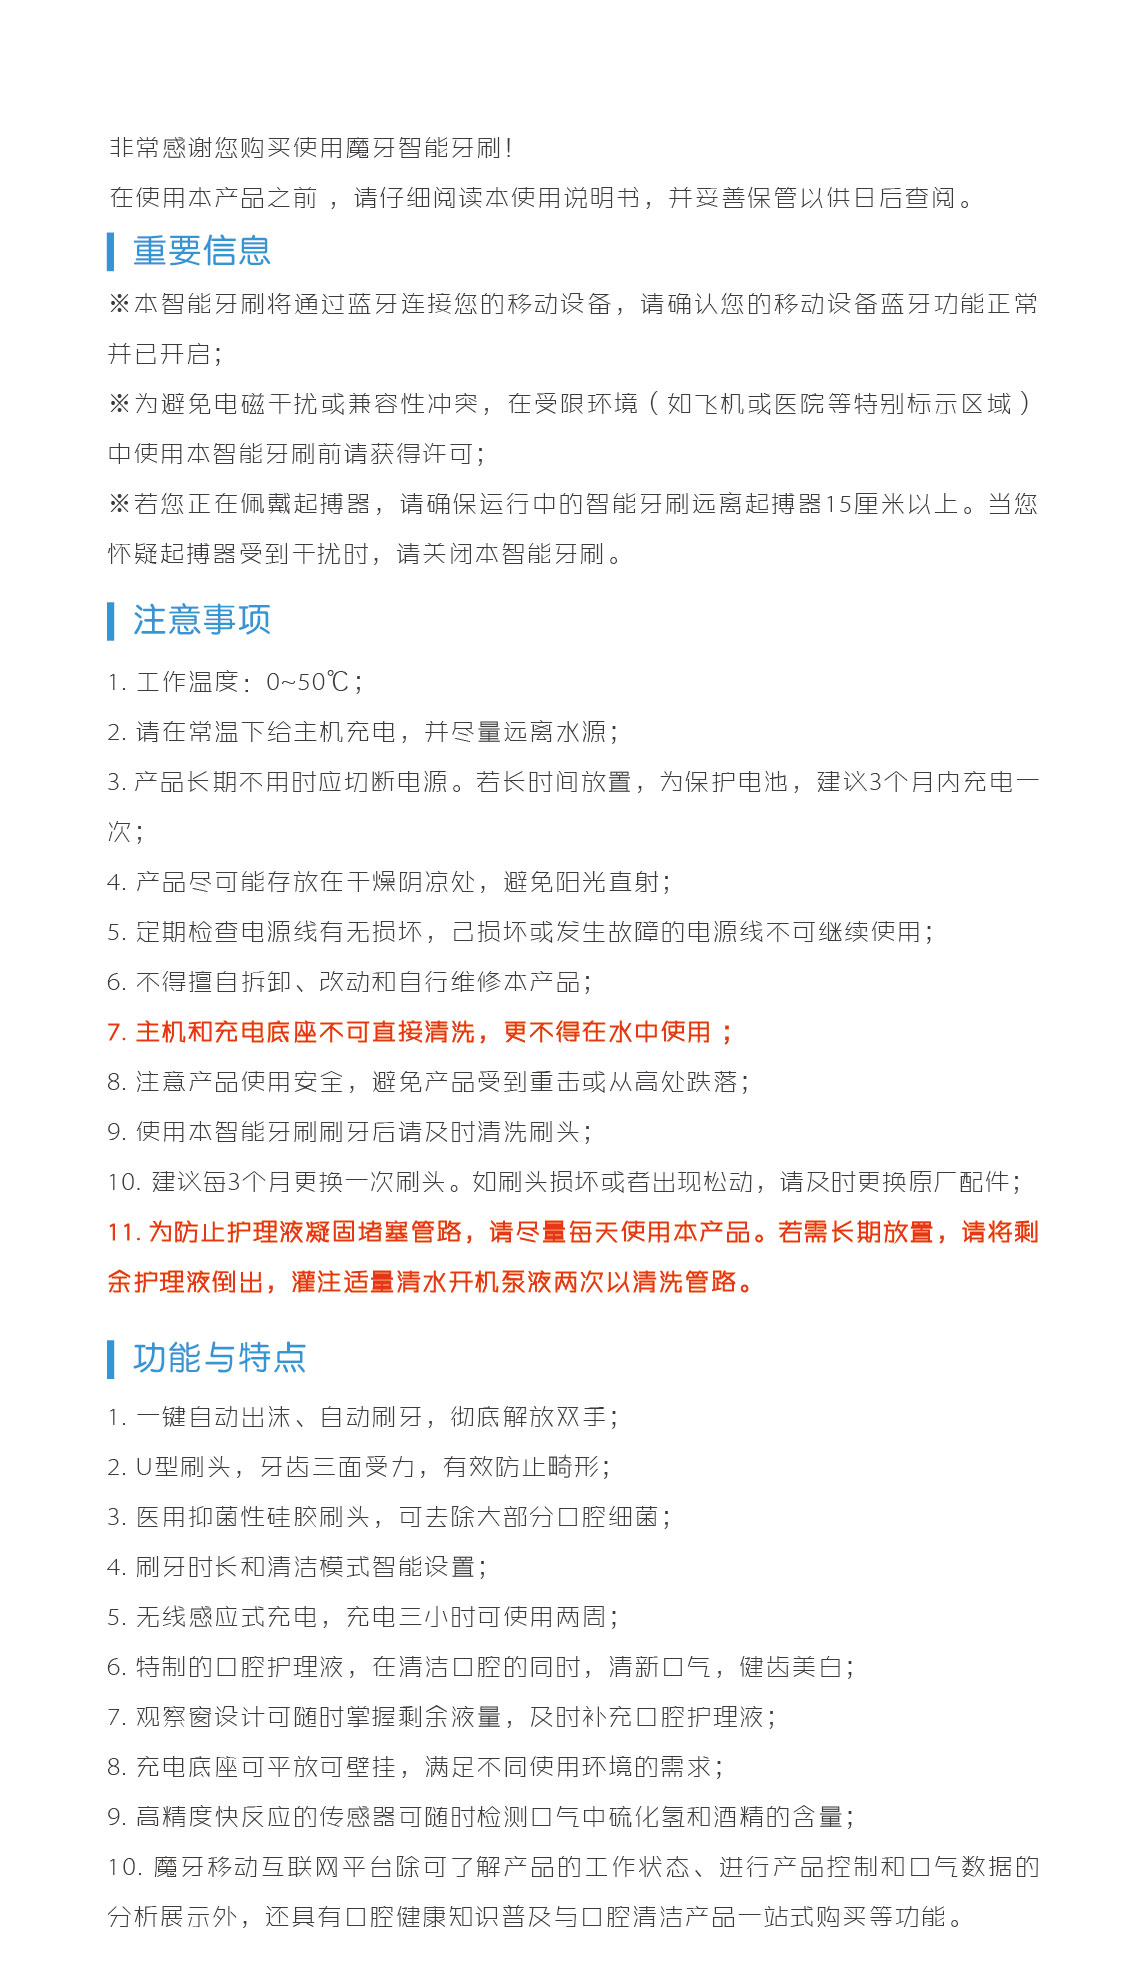 非常感谢您购买使用魔牙智能牙刷！
在使用本产品之前 ，请仔细阅读本使用说明书，并妥善保管以供日后查阅。
重要信息
※本智能牙刷将通过蓝牙连接您的移动设备，请确认您的移动设备蓝牙功能正常
并已开启；
※为避免电磁干扰或兼容性冲突，在受限环境（如飞机或医院等特别标示区域）
中使用本智能牙刷前请获得许可；
※若您正在佩戴起搏器，请确保运行中的智能牙刷远离起搏器15厘米以上。当您
怀疑起搏器受到干扰时，请关闭本智能牙刷。
注意事项
1. 工作温度：0~50℃；
2. 请在常温下给主机充电，并尽量远离水源；
3. 产品长期不用时应切断电源。若长时间放置，为保护电池，建议3个月内充电一
次；
4. 产品尽可能存放在干燥阴凉处，避免阳光直射；
5. 定期检查电源线有无损坏，己损坏或发生故障的电源线不可继续使用；
6. 不得擅自拆卸、改动和自行维修本产品；
7. 主机和充电底座不可直接清洗，更不得在水中使用 ；
8. 注意产品使用安全，避免产品受到重击或从高处跌落；
9. 使用本智能牙刷刷牙后请及时清洗刷头；
10. 建议每3个月更换一次刷头。如刷头损坏或者出现松动，请及时更换原厂配件；
11. 为防止护理液凝固堵塞管路，请尽量每天使用本产品。若需长期放置，请将剩
余护理液倒出，灌注适量清水开机泵液两次以清洗管路。
功能与特点
1. 一键自动出沫、自动刷牙，彻底解放双手；
2. U型刷头，牙齿三面受力，有效防止畸形；
3. 医用抑菌性硅胶刷头，可去除大部分口腔细菌；
4. 刷牙时长和清洁模式智能设置；
5. 无线感应式充电，充电三小时可使用两周；
6. 特制的口腔护理液，在清洁口腔的同时，清新口气，健齿美白；
7. 观察窗设计可随时掌握剩余液量，及时补充口腔护理液；
8. 充电底座可平放可壁挂，满足不同使用环境的需求；
9. 高精度快反应的传感器可随时检测口气中硫化氢和酒精的含量；
10. 魔牙移动互联网平台除可了解产品的工作状态、进行产品控制和口气数据的
分析展示外，还具有口腔健康知识普及与口腔清洁产品一站式购买等功能。